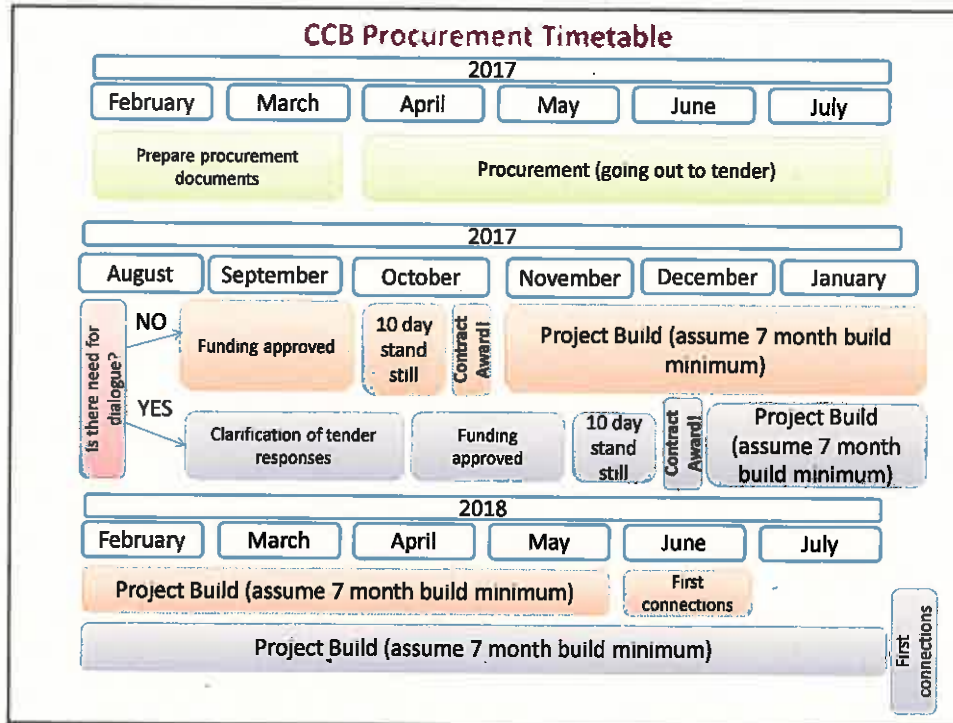 CCB Procurement Timetable
2017
February March April May June July
Prepare procurement
documents
Procurement (going out to tender)
2017
August September October November December January
Is there need for
dialogue?
NO
Funding approved
10 day
stand
still
Contract
Award!
Project Build (assume 7 month build
minimum)
YES
Clarification of tender
responses
Funding
approved
10 day
stand
still
Contract
Award!
Project Build
(assume 7 month
build minimum)
2018
February March April May June July
Project Build (assume 7 month build minimum)
First
connections
Project Build (assume 7 month build minimum)
First
connections